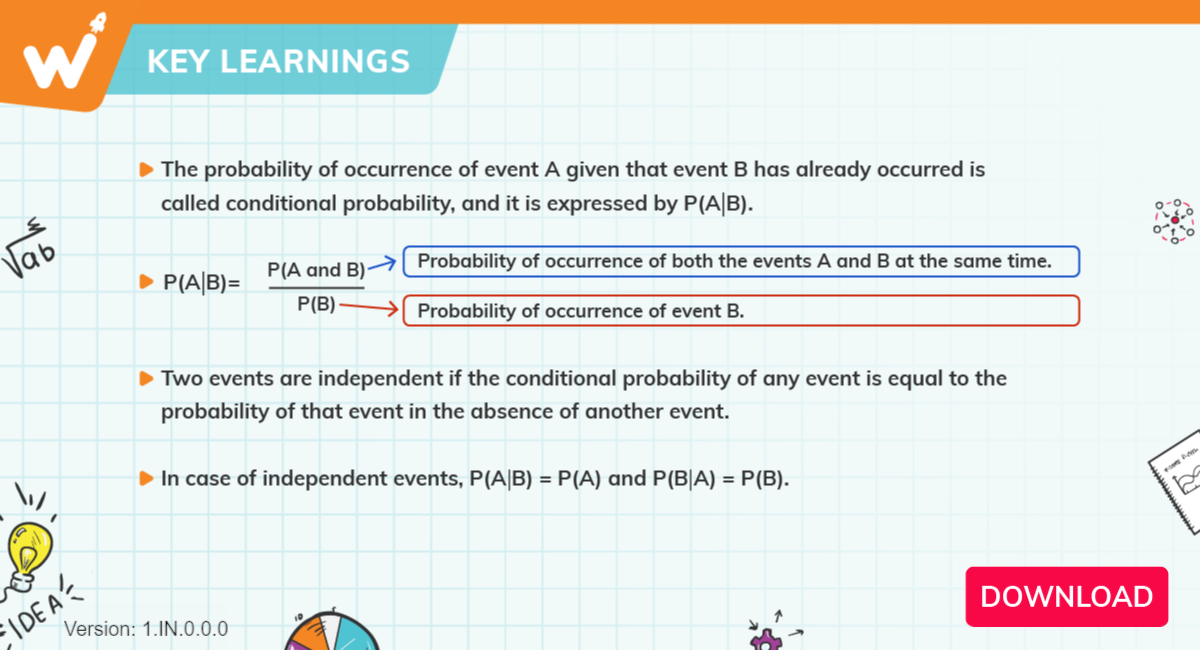 W
KEY LEARNINGS
The probability of occurrence of event A given that event B has already occurred is
called conditional probability, and it is expressed by P(A|B).
√ab
P(A|B)=
P(A and B)
P(B)
Probability of occurrence of both the events A and B at the same time.
Probability of occurrence of event B.
Two events are independent if the conditional probability of any event is equal to the
probability of that event in the absence of another event.
In case of independent events, P(A|B) = P(A) and P(B|A) = P(B).
IDEA
Version: 1.IN.0.0.0
10
DOWNLOAD